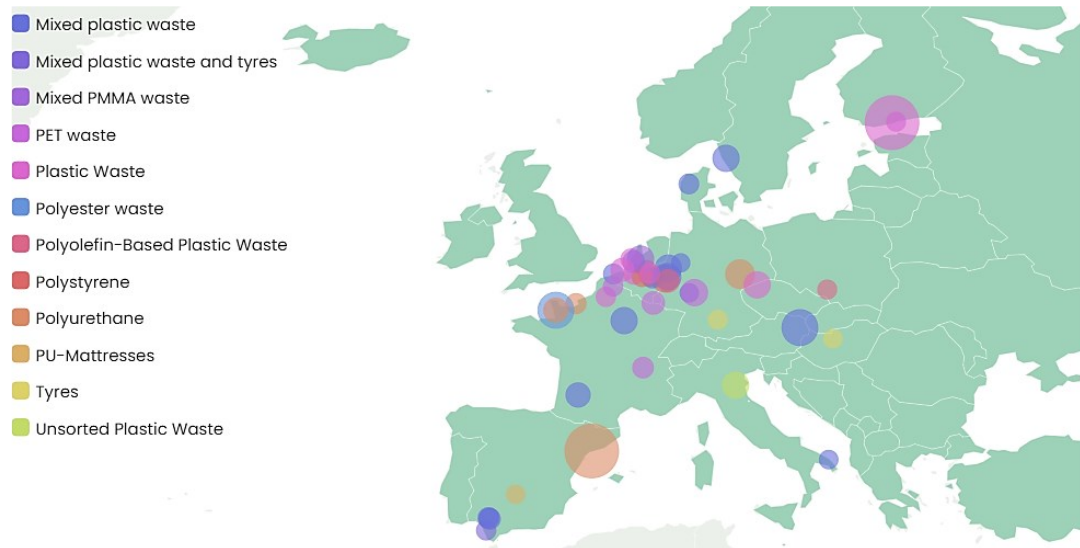 Mixed plastic waste
Mixed plastic waste and tyres
Mixed PMMA waste
PET waste
Plastic Waste
Polyester waste
Polyolefin-Based Plastic Waste
Polystyrene
Polyurethane
PU-Mattresses
Tyres
Unsorted Plastic Waste